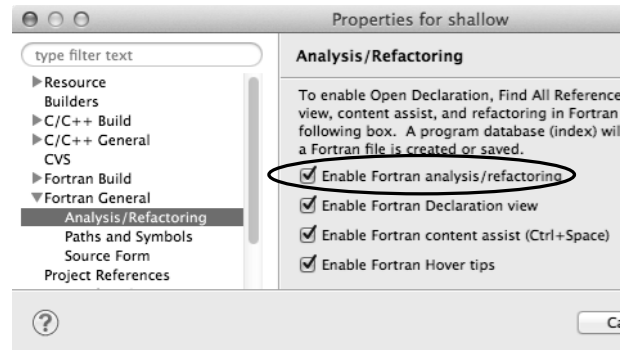 Properties for shallow
type filter text
Resource
Builders
C/C++ Build
C/C++ General
CVS
Fortran Build
Fortran General
Analysis/Refactoring
Paths and Symbols
Source Form
Project References
Analysis/Refactoring
To enable Open Declaration, Find All Reference
view, content assist, and refactoring in Fortran
following box. A program database (index) wil
a Fortran file is created or saved.
Enable Fortran analysis/refactoring
Enable Fortran Declaration view
Enable Fortran content assist (Ctrl+Space)
Enable Fortran Hover tips
?
Ca